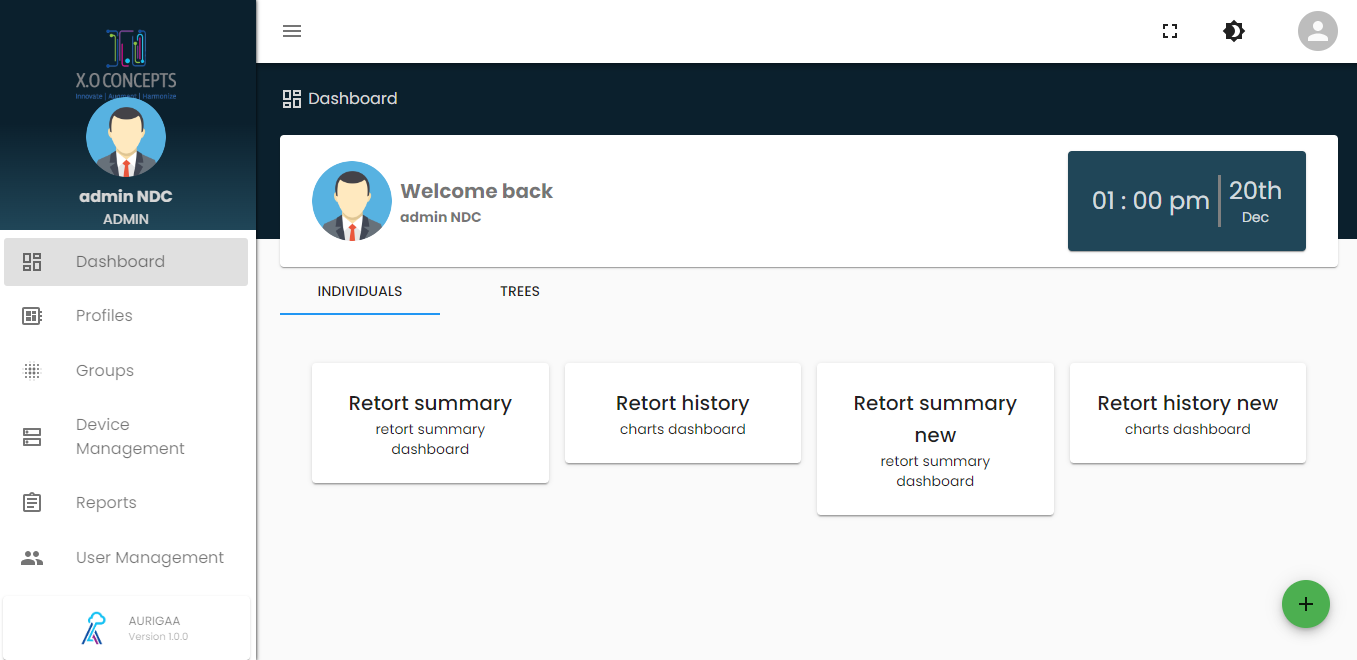 X.O CONCEPTS
Innovate | Augment | Harmonize
admin NDC
ADMIN
Dashboard
Profiles
Groups
Device
Management
Reports
User Management
AURIGAA
Version 1.0.0
Dashboard
Welcome back
admin NDC
01 : 00 pm
20th
Dec
INDIVIDUALS
TREES
Retort summary
retort summary
dashboard
Retort history
charts dashboard
Retort summary
new
retort summary
dashboard
Retort history new
charts dashboard